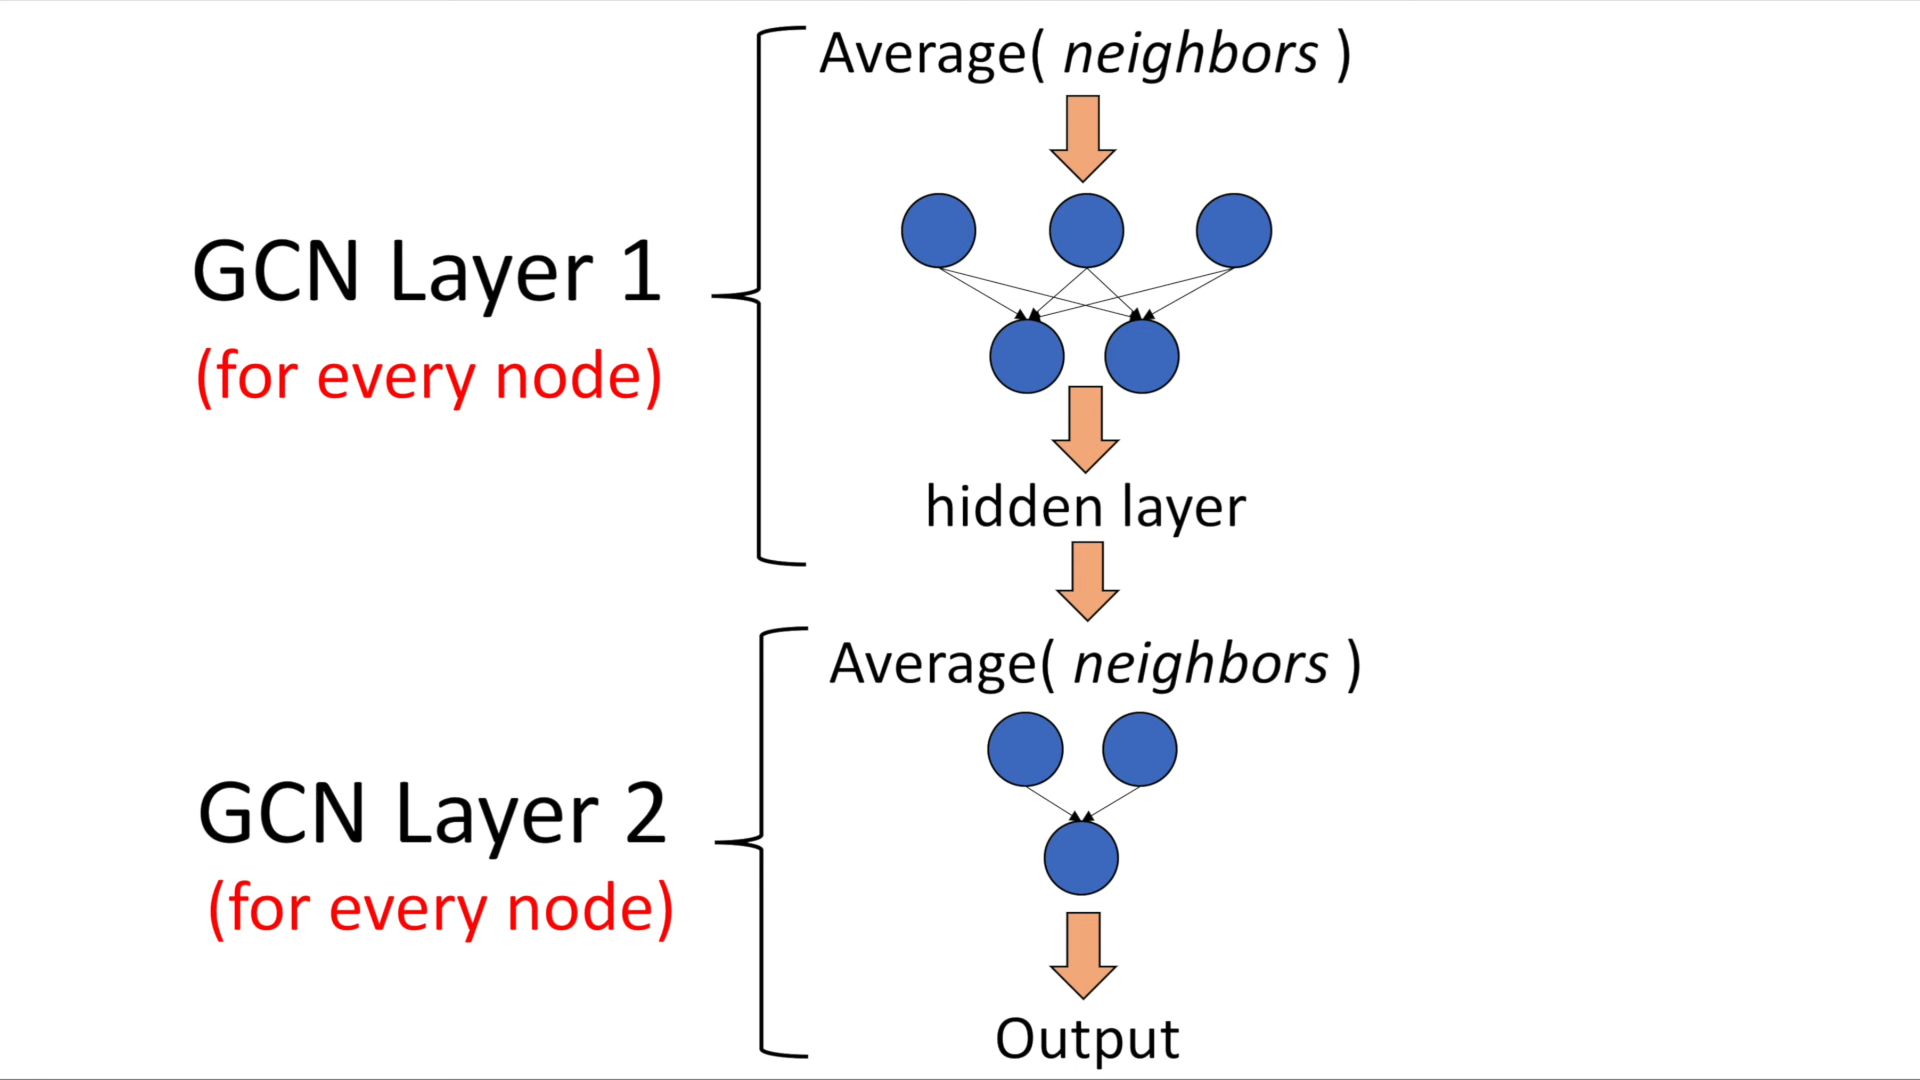 Average( neighbors )
GCN Layer 1
(for every node)
hidden layer
Average( neighbors )
GCN Layer 2
(for every node)
Output